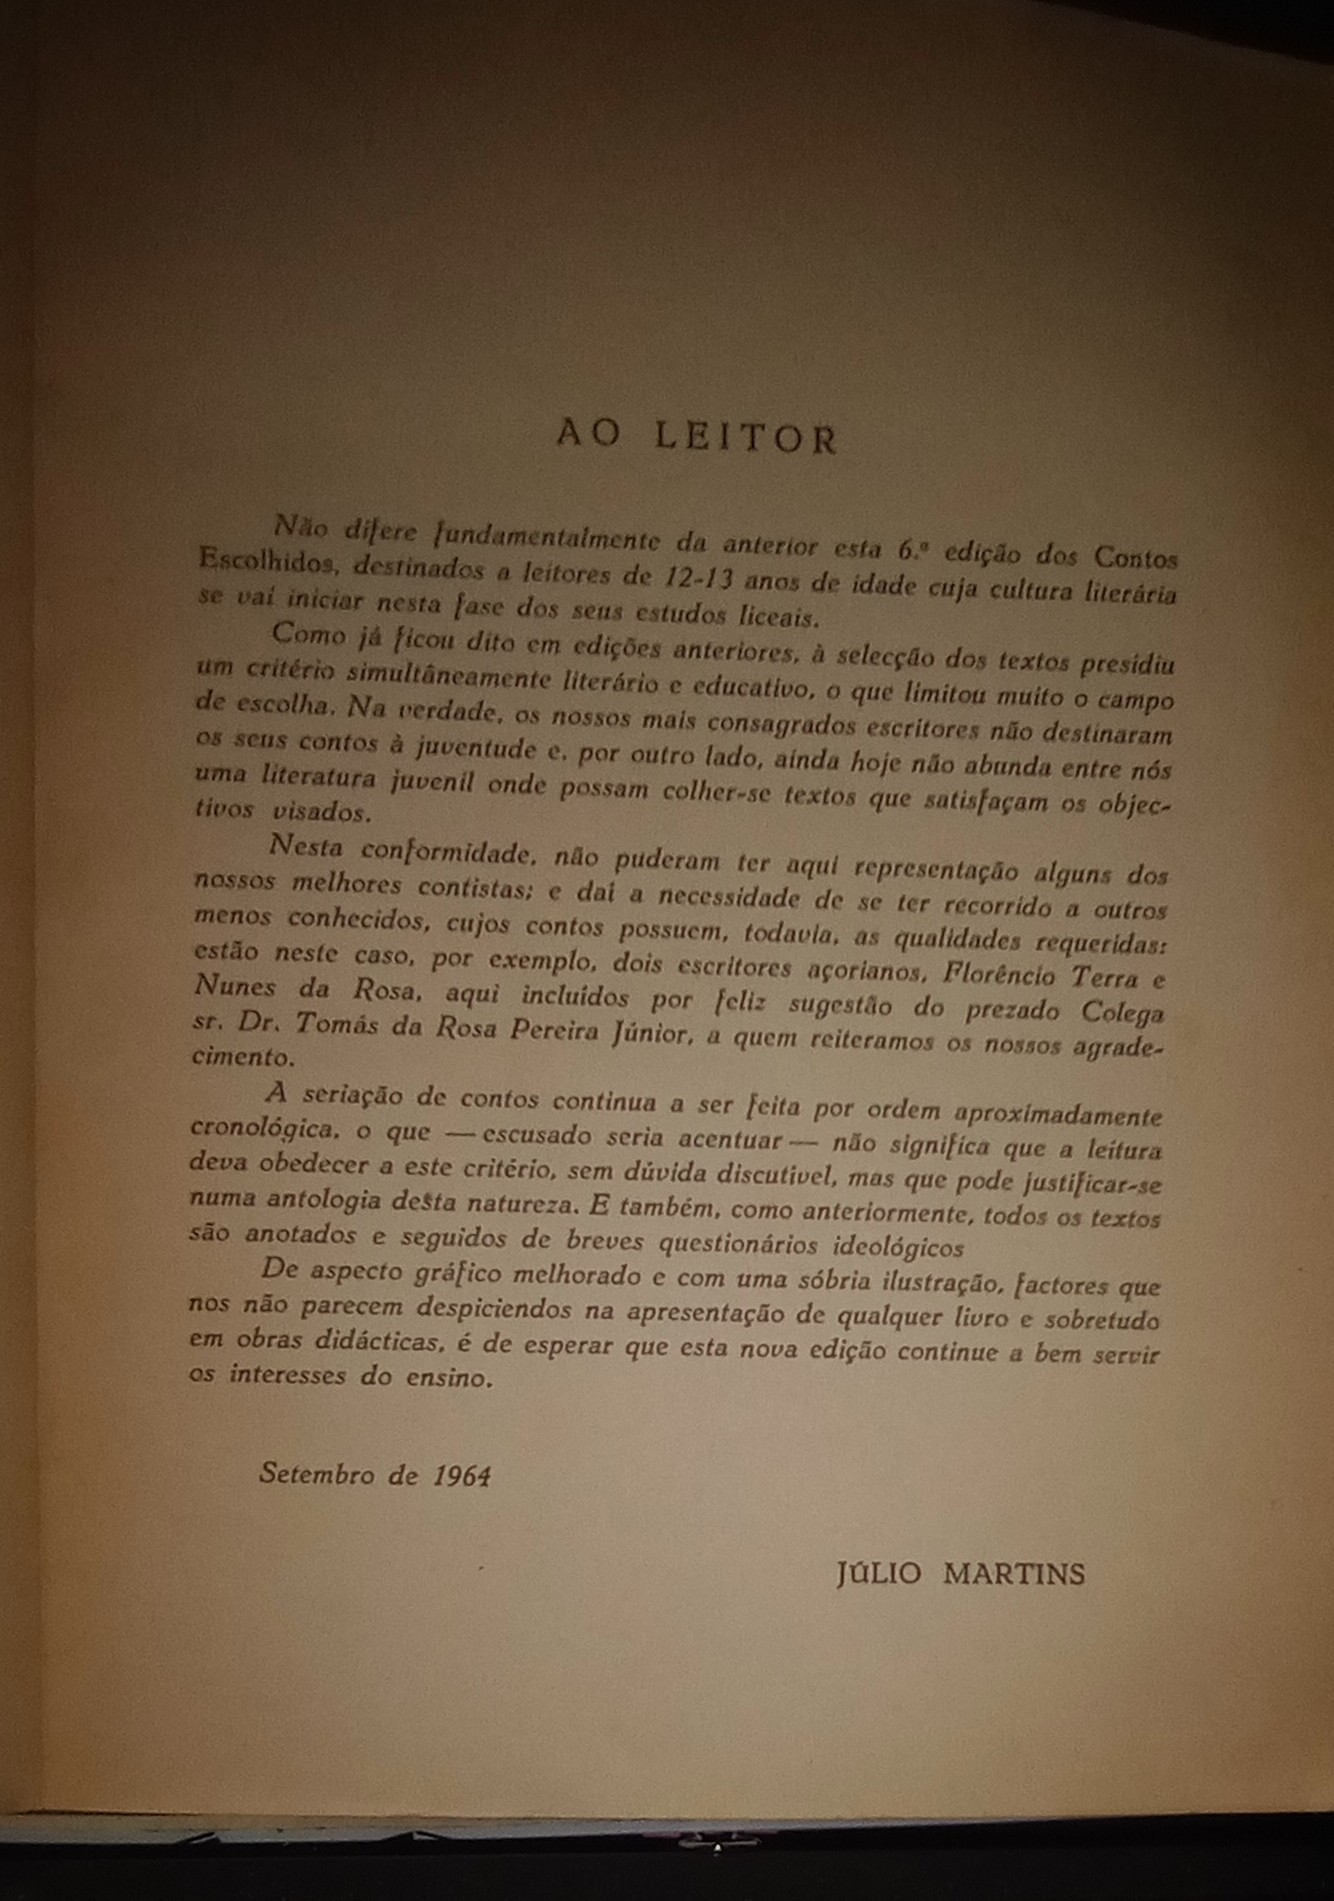 AO LEITOR
Não difere fundamentalmente da anterior esta 6.ª edição dos Contos
Escolhidos, destinados a leitores de 12-13 anos de idade cuja cultura literária
se vai iniciar nesta fase dos seus estudos liceais.
Como já ficou dito em edições anteriores, à selecção dos textos presidiu
um critério simultâneamente literário e educativo, o que limitou muito o campo
de escolha. Na verdade, os nossos mais consagrados escritores não destinaram
os seus contos à juventude e, por outro lado, ainda hoje não abunda entre nós
uma literatura juvenil onde possam colher-se textos que satisfaçam os objec-
tivos visados.
Nesta conformidade, não puderam ter aqui representação alguns dos
nossos melhores contistas; e daí a necessidade de se ter recorrido a outros
menos conhecidos, cujos contos possuem, todavia, as qualidades requeridas:
estão neste caso, por exemplo, dois escritores açorianos, Florêncio Terra e
Nunes da Rosa, aqui incluídos por feliz sugestão do prezado Colega
sr. Dr. Tomás da Rosa Pereira Júnior, a quem reiteramos os nossos agrade-
cimento.
A seriação de contos continua a ser feita por ordem aproximadamente
cronológica, o que — escusado seria acentuar — não significa que a leitura
deva obedecer a este critério, sem dúvida discutível, mas que pode justificar-se
numa antologia desta natureza. E também, como anteriormente, todos os textos
são anotados e seguidos de breves questionários ideológicos
De aspecto gráfico melhorado e com uma sóbria ilustração, factores que
nos não parecem despiciendos na apresentação de qualquer livro e sobretudo
em obras didácticas, é de esperar que esta nova edição continue a bem servir
os interesses do ensino.
Setembro de 1964
JÚLIO MARTINS